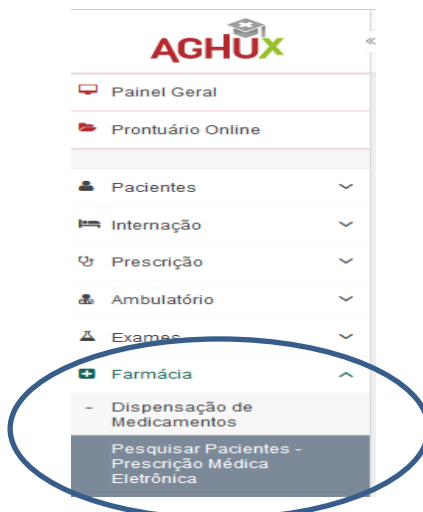 AGHUX
«
Painel Geral
Prontuário Online
Pacientes
Internação
Prescrição
Ambulatório
Exames
Farmácia
- Dispensação de
Medicamentos
Pesquisar Pacientes -
Prescrição Médica
Eletrônica